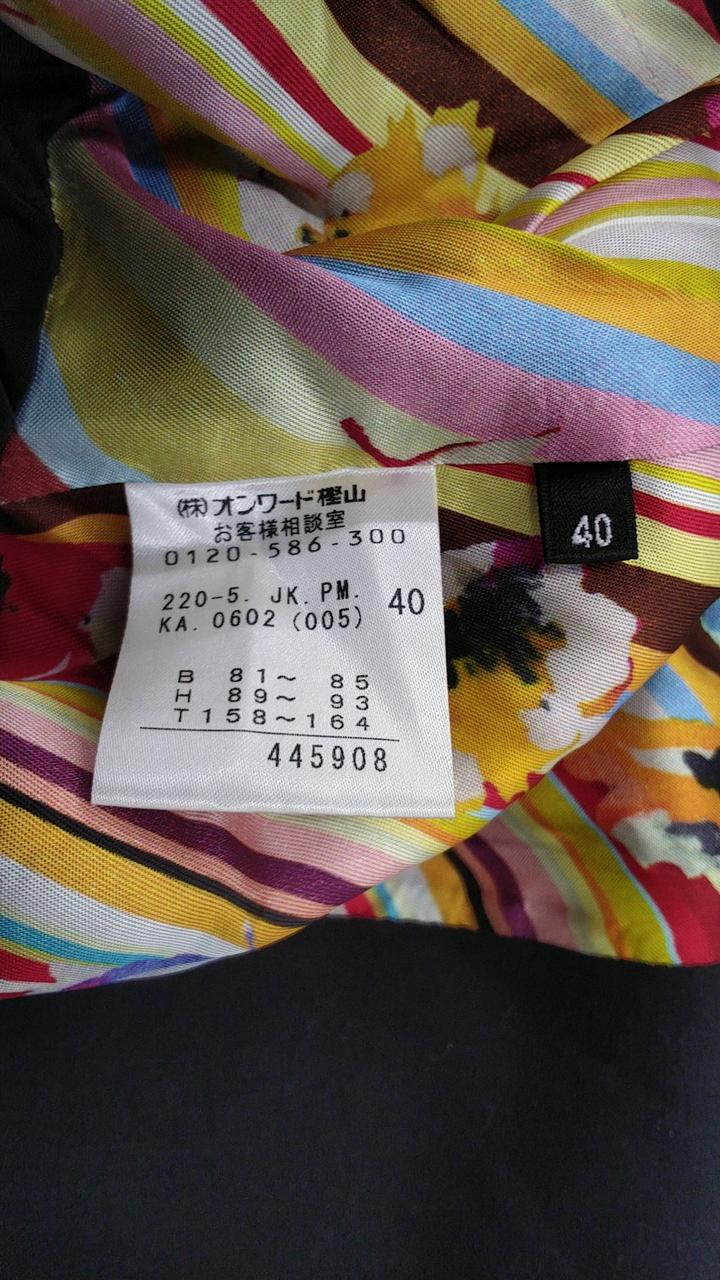 (株)オンワード樫山
お客様相談室
0120-586-300
220-5. JK. PM. 40
KA. 0602 (005)
B 81~ 85
H 89~ 93
T 158~164
445908
40